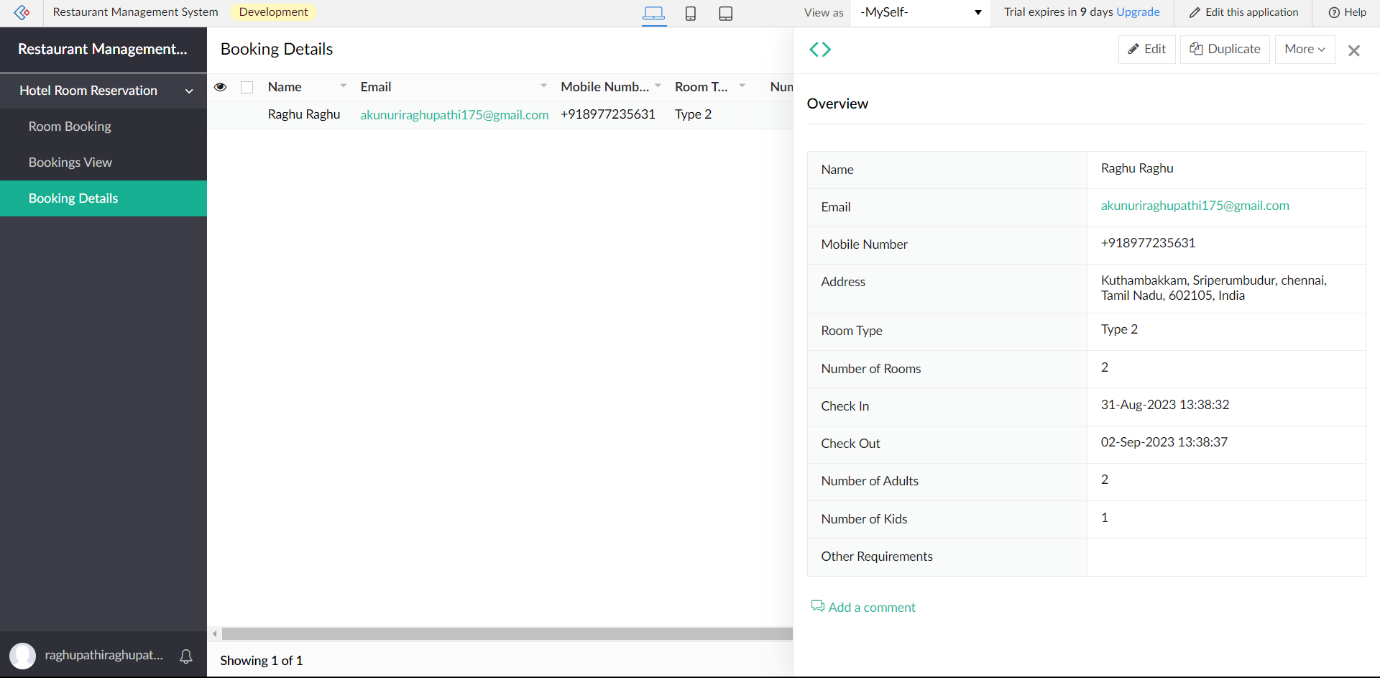 Restaurant Management System Development View as -MySelf- Trial expires in 9 days Upgrade Edit this application Help
Restaurant Management...
Hotel Room Reservation
Room Booking
Bookings View
Booking Details
raghupathiraghupat...
Booking Details
Name Email Mobile Numb... Room T... Num
Raghu Raghu akunuriraghupathi175@gmail.com +918977235631 Type 2
Showing 1 of 1
Edit Duplicate More
Overview
Name Raghu Raghu
Email akunuriraghupathi175@gmail.com
Mobile Number +918977235631
Address Kuthambakkam, Sriperumbudur, chennai,
Tamil Nadu, 602105, India
Room Type Type 2
Number of Rooms 2
Check In 31-Aug-2023 13:38:32
Check Out 02-Sep-2023 13:38:37
Number of Adults 2
Number of Kids 1
Other Requirements
Add a comment